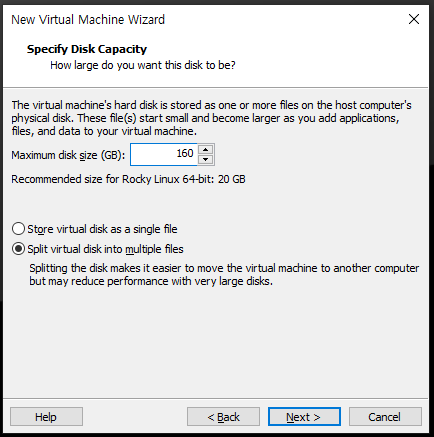 New Virtual Machine Wizard
Specify Disk Capacity
How large do you want this disk to be?
The virtual machine's hard disk is stored as one or more files on the host computer's
physical disk. These file(s) start small and become larger as you add applications,
files, and data to your virtual machine.
Maximum disk size (GB): 160
Recommended size for Rocky Linux 64-bit: 20 GB
Store virtual disk as a single file
Split virtual disk into multiple files
Splitting the disk makes it easier to move the virtual machine to another computer
but may reduce performance with very large disks.
Help < Back Next > Cancel